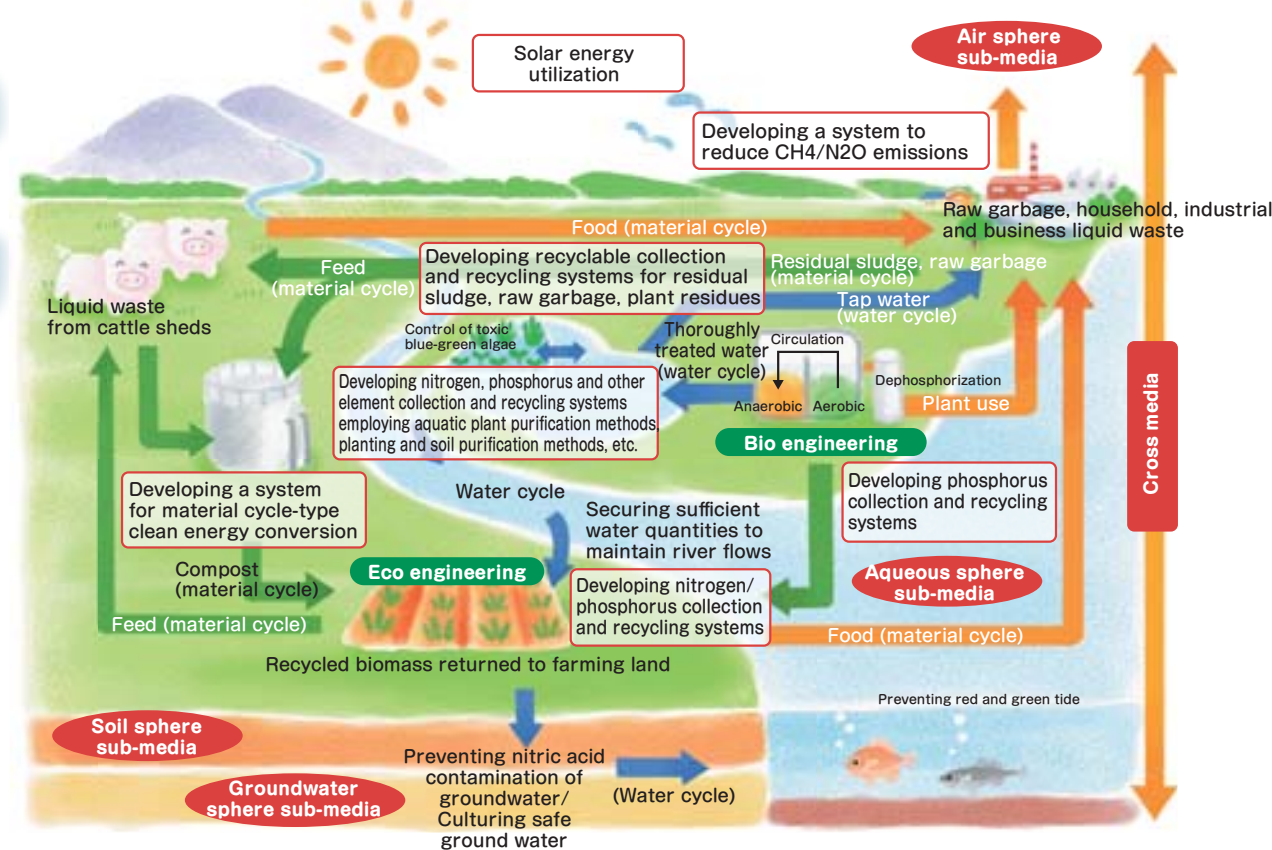 Solar energy
utilization
Air sphere
sub-media
Developing a system to
reduce CH4/N2O emissions
Raw garbage, household, industrial
and business liquid waste
Food (material cycle)
Developing recyclable collection
and recycling systems for residual
sludge, raw garbage, plant residues
Feed
(material cycle)
Residual sludge, raw garbage
(material cycle)
Tap water
(water cycle)
Liquid waste
from cattle sheds
Control of toxic
blue-green algae
Thoroughly
treated water
(water cycle)
Circulation
Anaerobic
Aerobic
Dephosphorization
Plant use
Developing nitrogen, phosphorus and other
element collection and recycling systems
employing aquatic plant purification methods,
planting and soil purification methods, etc.
Bio engineering
Cross media
Developing a system
for material cycle-type
clean energy conversion
Water cycle
Securing sufficient
water quantities to
maintain river flows
Developing phosphorus
collection and recycling
systems
Compost
(material cycle)
Eco engineering
Developing nitrogen/
phosphorus collection
and recycling systems
Aqueous sphere
sub-media
Feed (material cycle)
Food (material cycle)
Recycled biomass returned to farming land
Preventing red and green tide
Soil sphere
sub-media
Groundwater
sphere sub-media
Preventing nitric acid
contamination of
groundwater/
Culturing safe
ground water
(Water cycle)